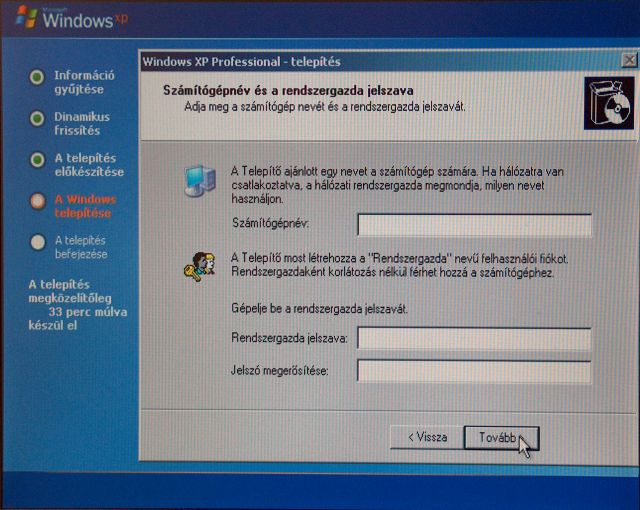 Microsoft
Windows xp
Információ
gyűjtése
Dinamikus
frissítés
A telepítés
előkészítése
A Windows
telepítése
A telepítés
befejezése
A telepítés
megközelítőleg
33 perc múlva
készül el
Windows XP Professional - telepítés
Számítógépnév és a rendszergazda jelszava
Adja meg a számítógép nevét és a rendszergazda jelszavát.
A Telepítő ajánlott egy nevet a számítógép számára. Ha hálózatra van
csatlakoztatva, a hálózati rendszergazda megmondja, milyen nevet
használjon.
Számítógépnév:
A Telepítő most létrehozza a "Rendszergazda" nevű felhasználói fiókot.
Rendszergazdaként korlátozás nélkül férhet hozzá a számítógéphez.
Gépelje be a rendszergazda jelszavát.
Rendszergazda jelszava:
Jelszó megerősítése:
< Vissza
Tovább >